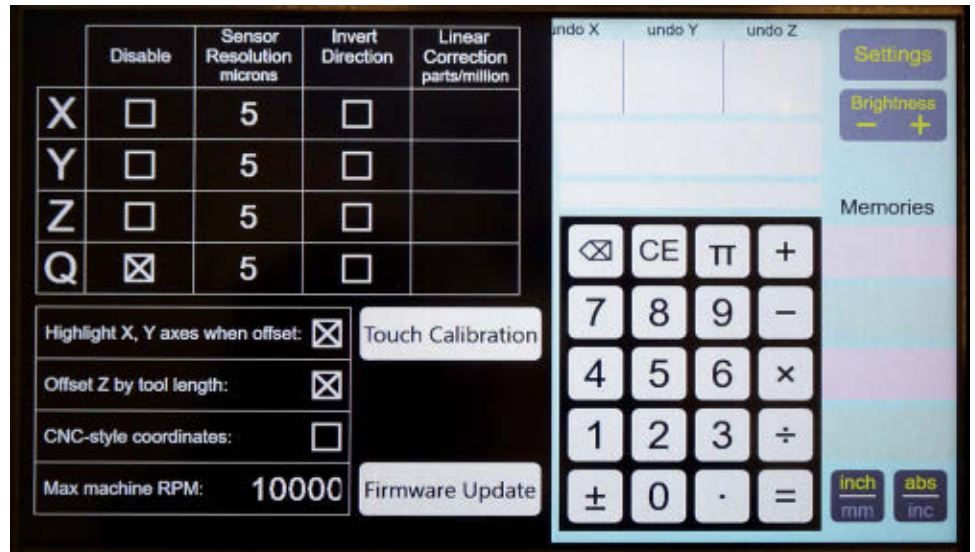 undo X undo Y undo Z
Disable Sensor Resolution microns Invert Direction Linear Correction parts/million
Settings
Brightness
− +
X 5
Y 5
Z 5
Q 5
Memories
⌫ CE π +
7 8 9 −
4 5 6 ×
1 2 3 ÷
± 0 . =
Highlight X, Y axes when offset:
Touch Calibration
Offset Z by tool length:
CNC-style coordinates:
Max machine RPM: 10000
Firmware Update
inch
mm
abs
inc